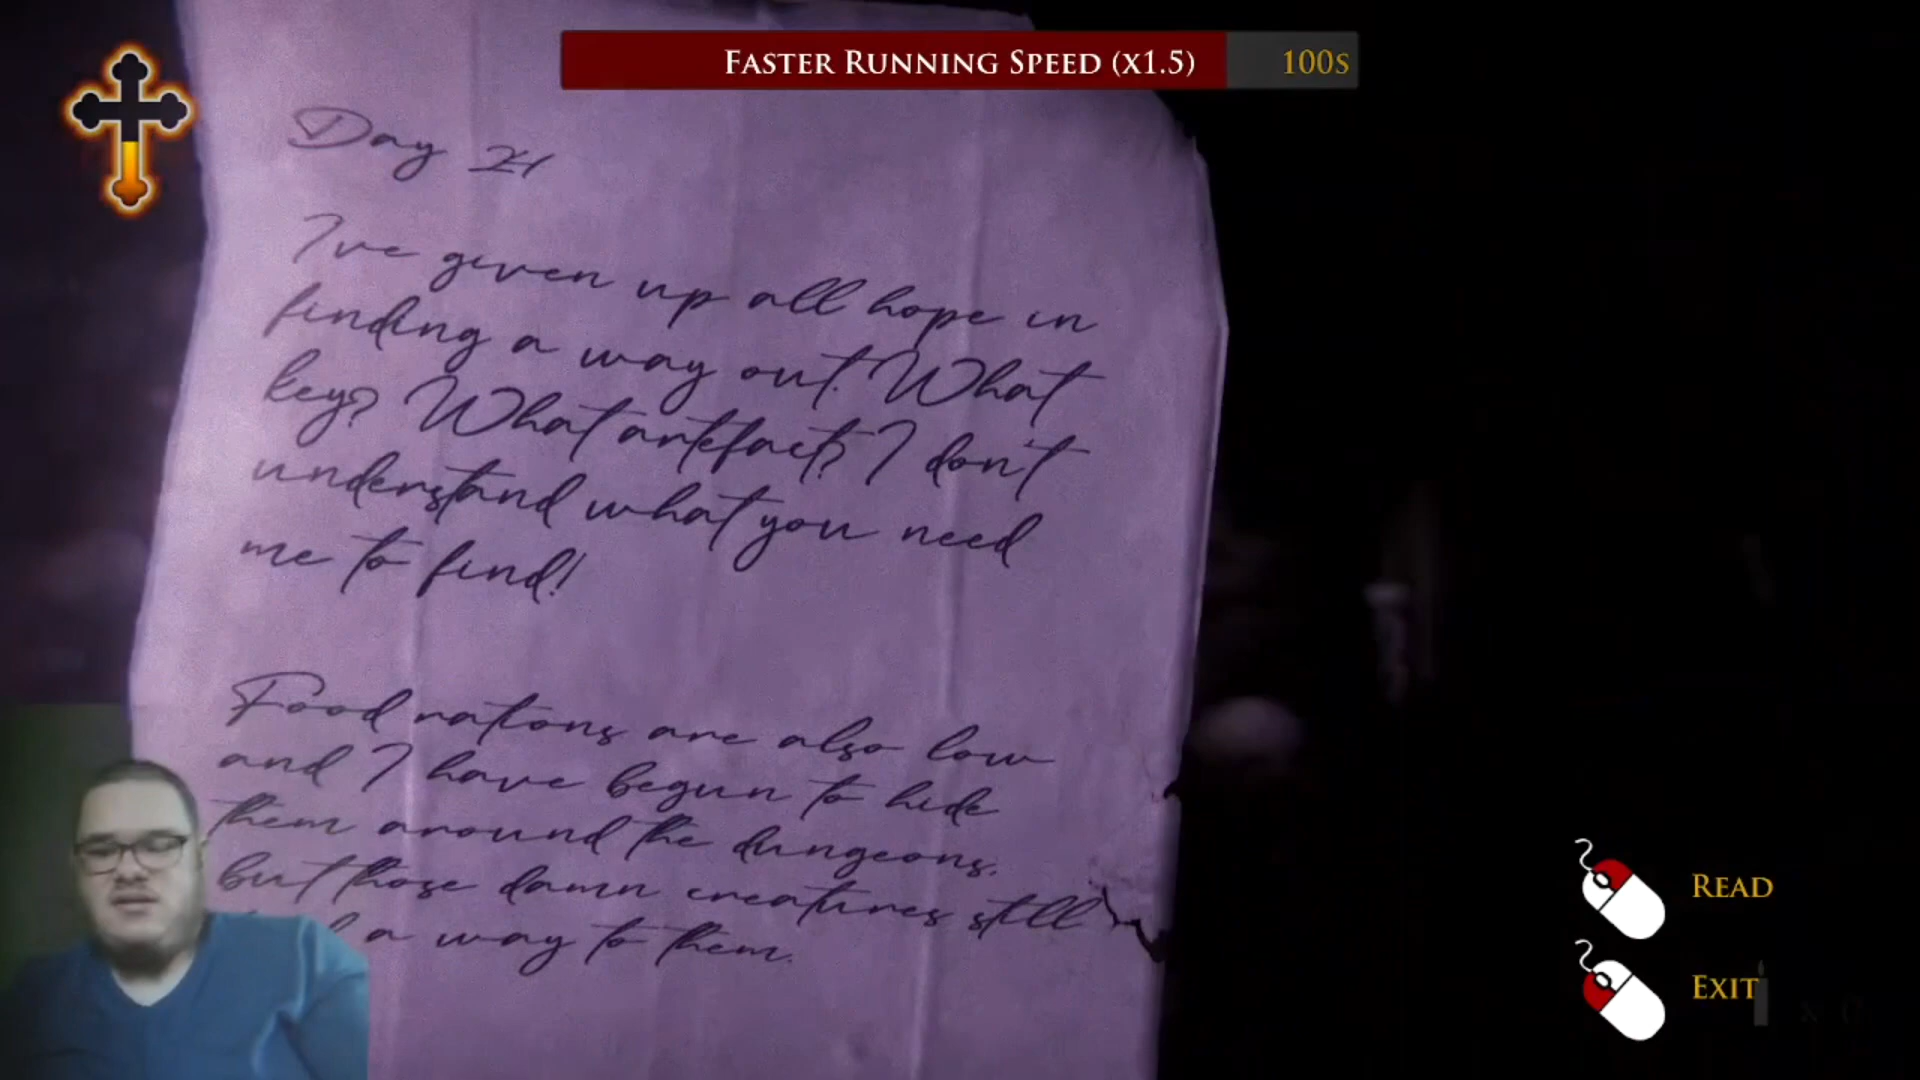 FASTER RUNNING SPEED (X1.5) 100S
Day 21
I've given up all hope in
finding a way out. What
key? What artefact? I don't
understand what you need
me to find!
Food rations are also low
and I have begun to hide
them around the dungeons,
but those damn creatures still
a way to them.
READ
EXIT